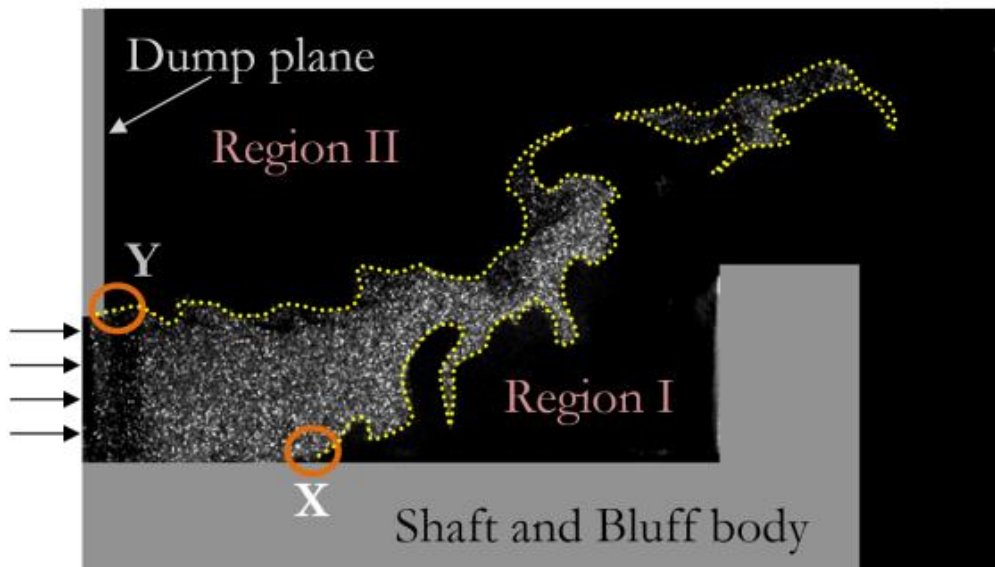 Dump plane
Region II
Y
Region I
X
Shaft and Bluff body